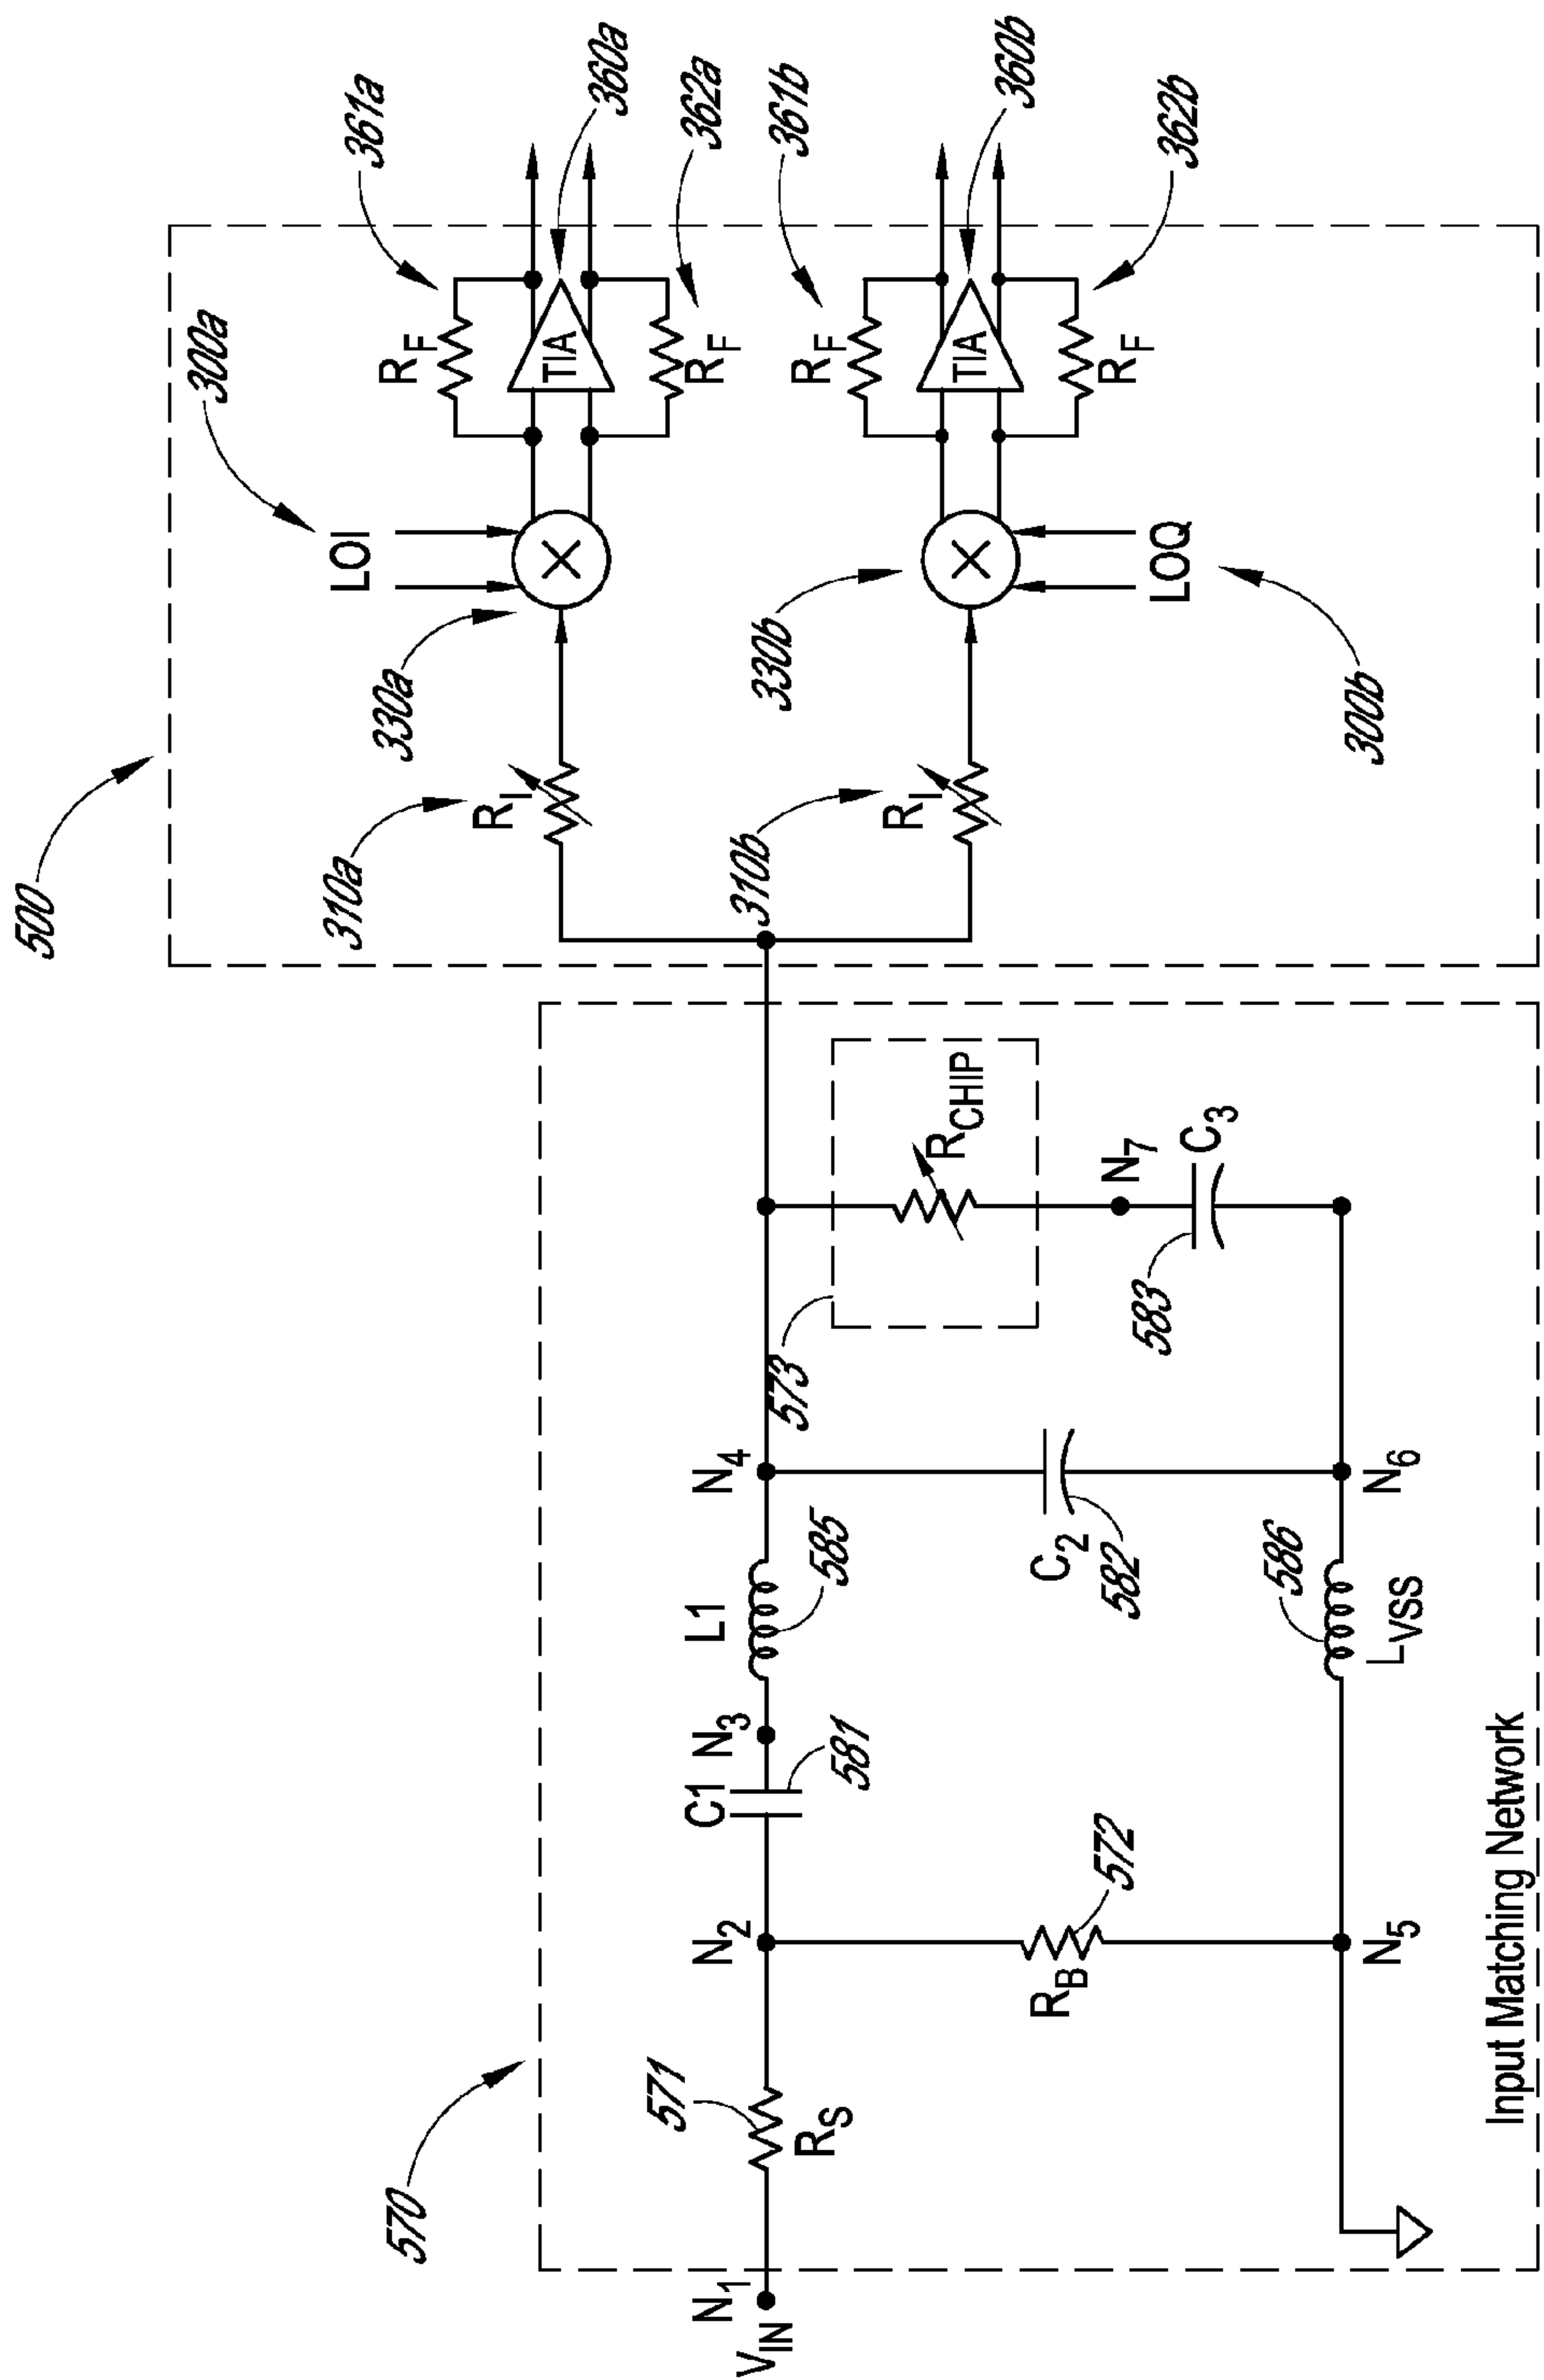 500
300a
361a
LOI
R_F
TIA
360a
R_F
362a
330a
310a
R_I
361b
R_F
TIA
360b
R_F
362b
330b
LOQ
300b
310b
R_I
570
N_1
V_IN
571
R_S
N_2
C1
581
N_3
L1
585
N_4
573
R_CHIP
N_7
C_3
583
C_2
582
R_B
572
N_5
586
L_VSS
N_6
Input Matching Network